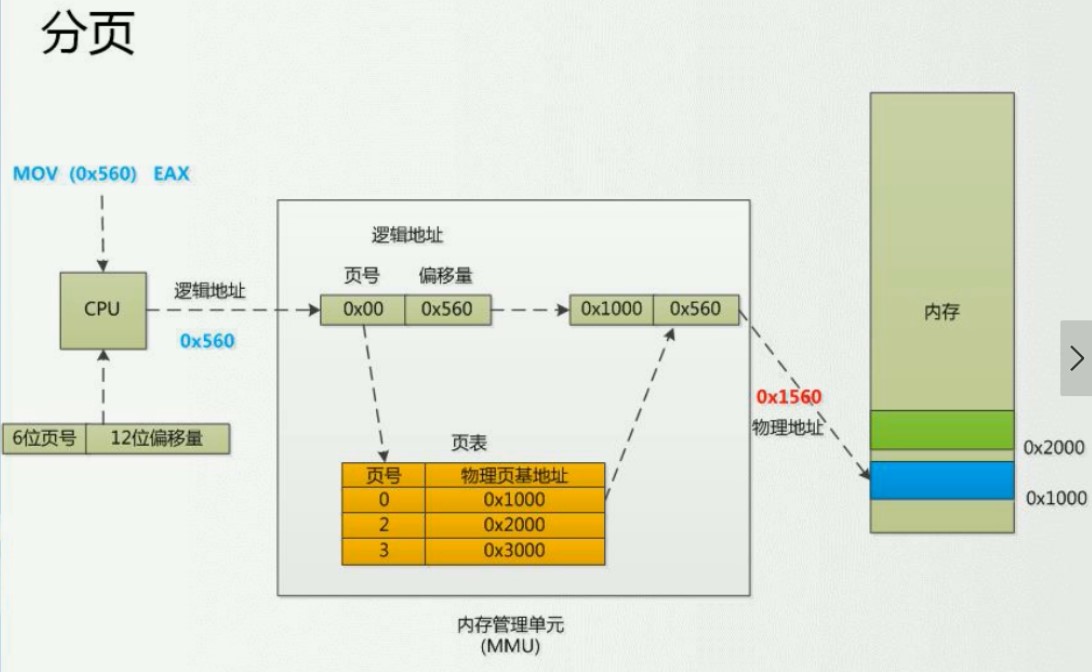 分页
MOV (0x560) EAX
逻辑地址
页号 偏移量
CPU
逻辑地址
0x00 0x560
0x1000 0x560
内存
0x560
0x1560
物理地址
6位页号 12位偏移量
页表
页号 物理页基地址
0 0x1000
2 0x2000
3 0x3000
0x2000
0x1000
内存管理单元
(MMU)